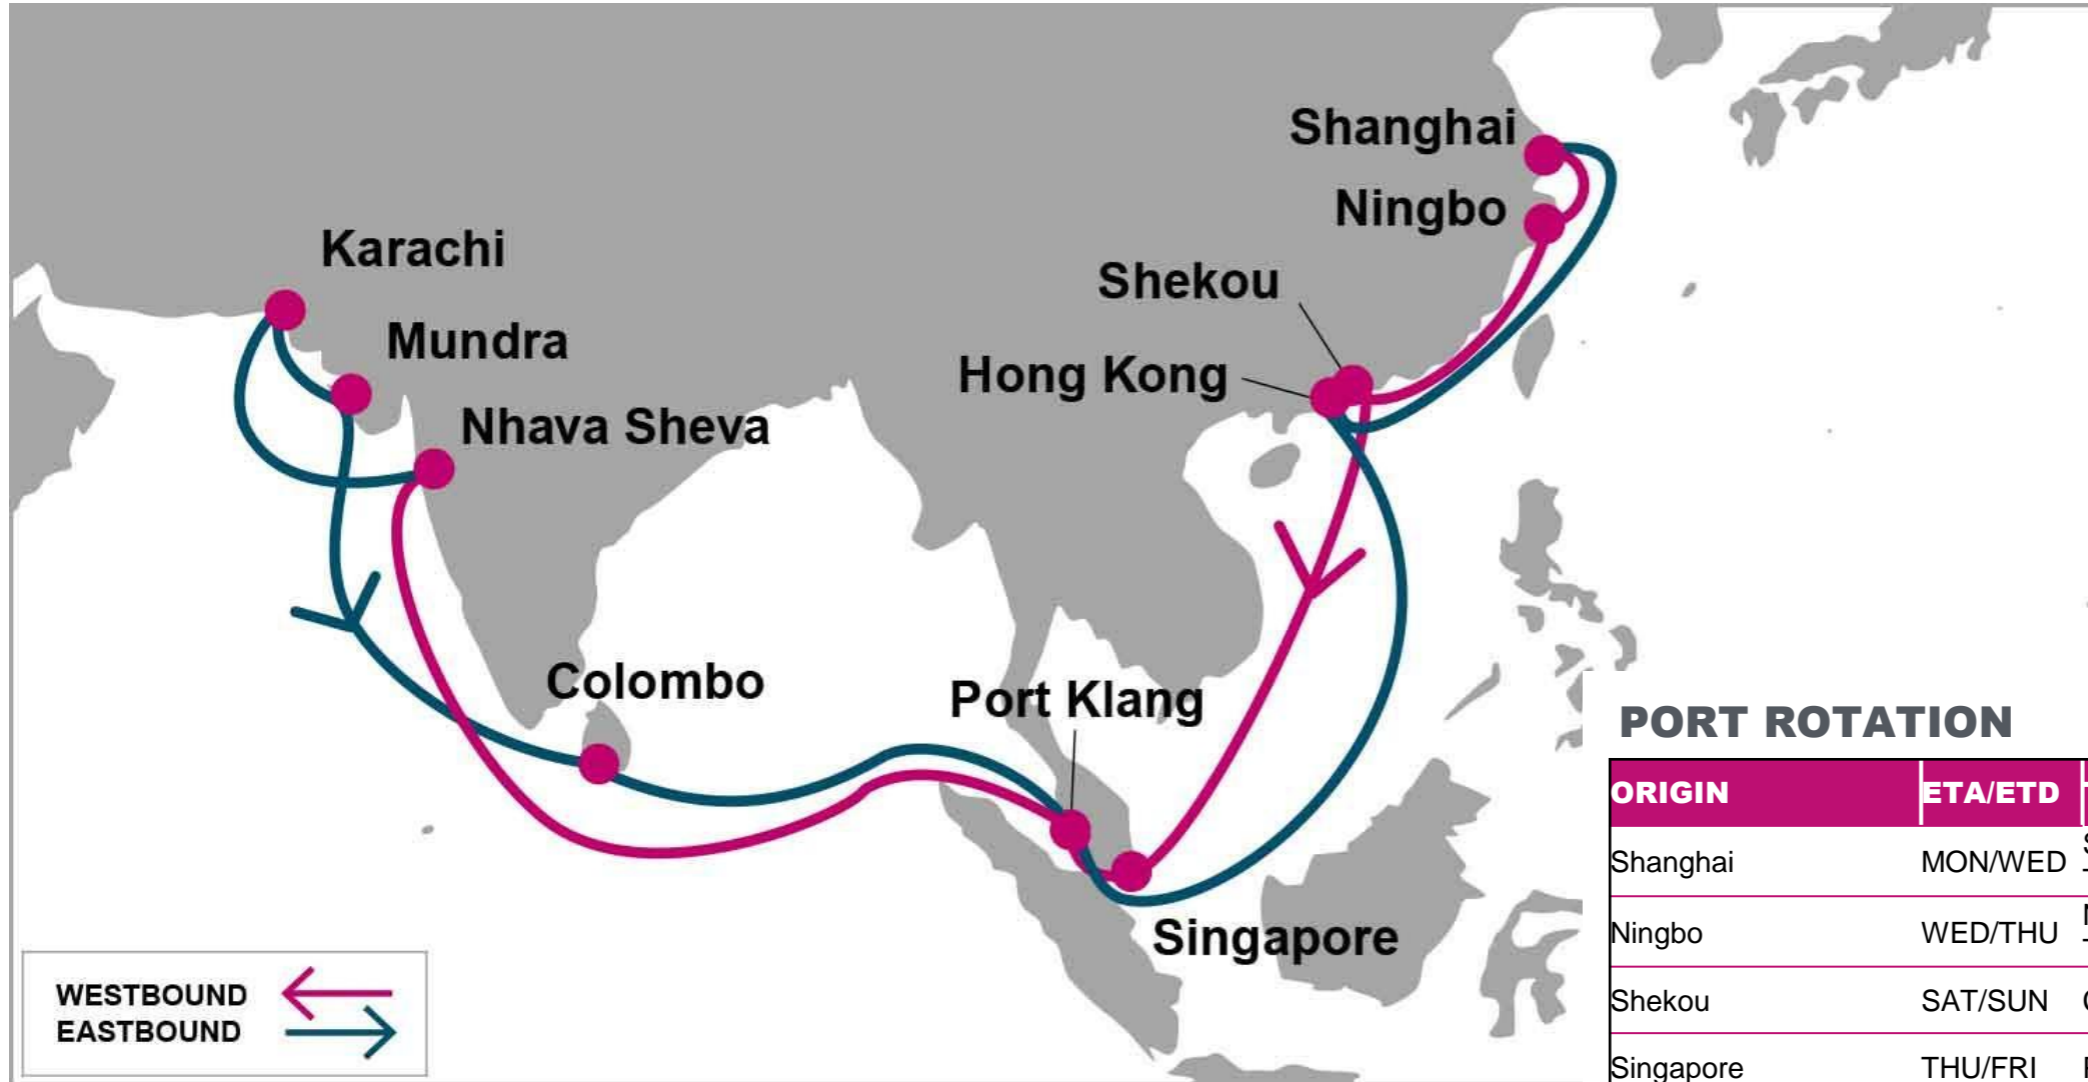 Shanghai
Ningbo
Karachi
Shekou
Mundra
Hong Kong
Nhava Sheva
Colombo
Port Klang
Singapore
WESTBOUND
EASTBOUND
PORT ROTATION
ORIGIN ETA/ETD
Shanghai MON/WED
Ningbo WED/THU
Shekou SAT/SUN
Singapore THU/FRI